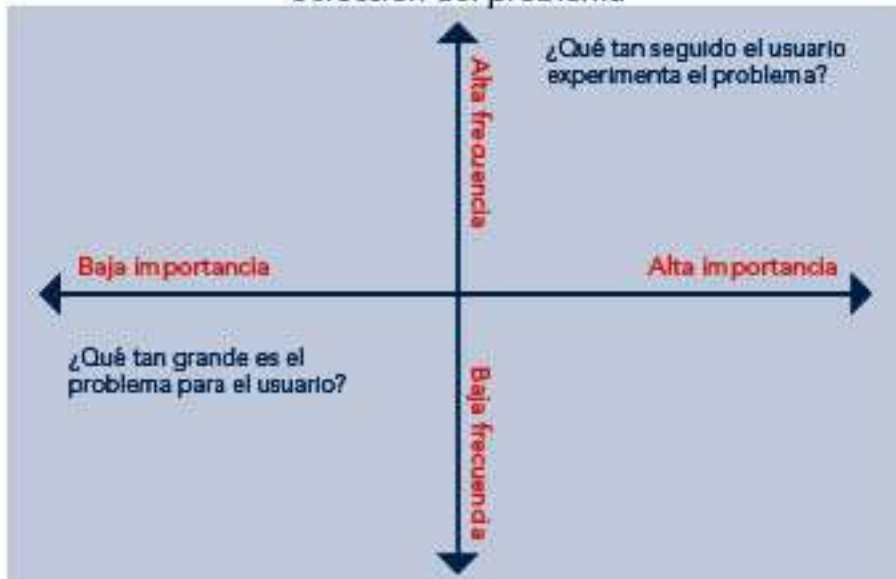 ¿Qué tan seguido el usuario
experimenta el problema?
Alta frecuencia
Baja importancia
Alta importancia
¿Qué tan grande es el
problema para el usuario?
Baja frecuencia